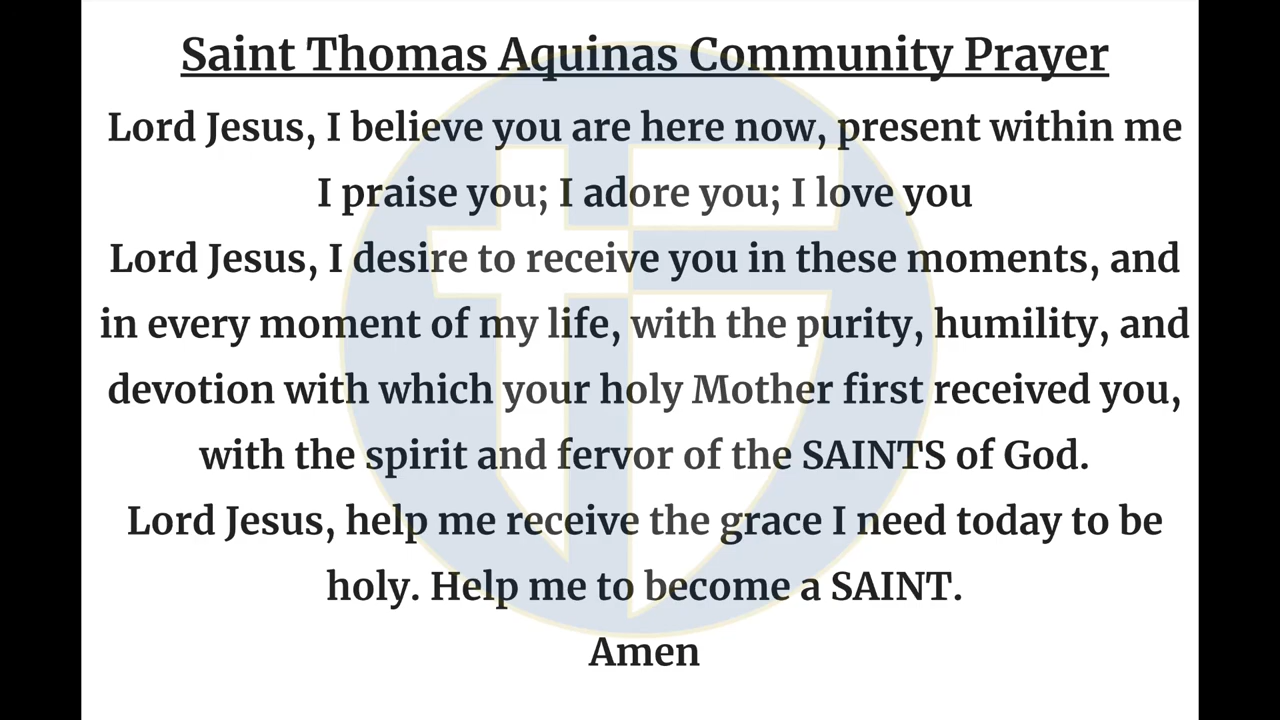 Saint Thomas Aquinas Community Prayer
Lord Jesus, I believe you are here now, present within me
I praise you; I adore you; I love you
Lord Jesus, I desire to receive you in these moments, and
in every moment of my life, with the purity, humility, and
devotion with which your holy Mother first received you,
with the spirit and fervor of the SAINTS of God.
Lord Jesus, help me receive the grace I need today to be
holy. Help me to become a SAINT.
Amen